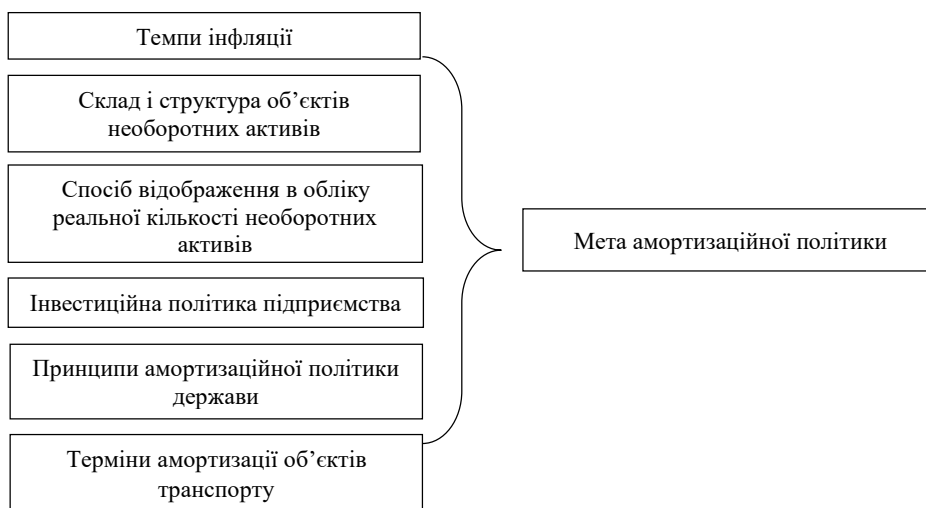 Темпи інфляції
Склад і структура об’єктів
необоротних активів
Спосіб відображення в обліку
реальної кількості необоротних
активів
Мета амортизаційної політики
Інвестиційна політика підприємства
Принципи амортизаційної політики
держави
Терміни амортизації об’єктів
транспорту